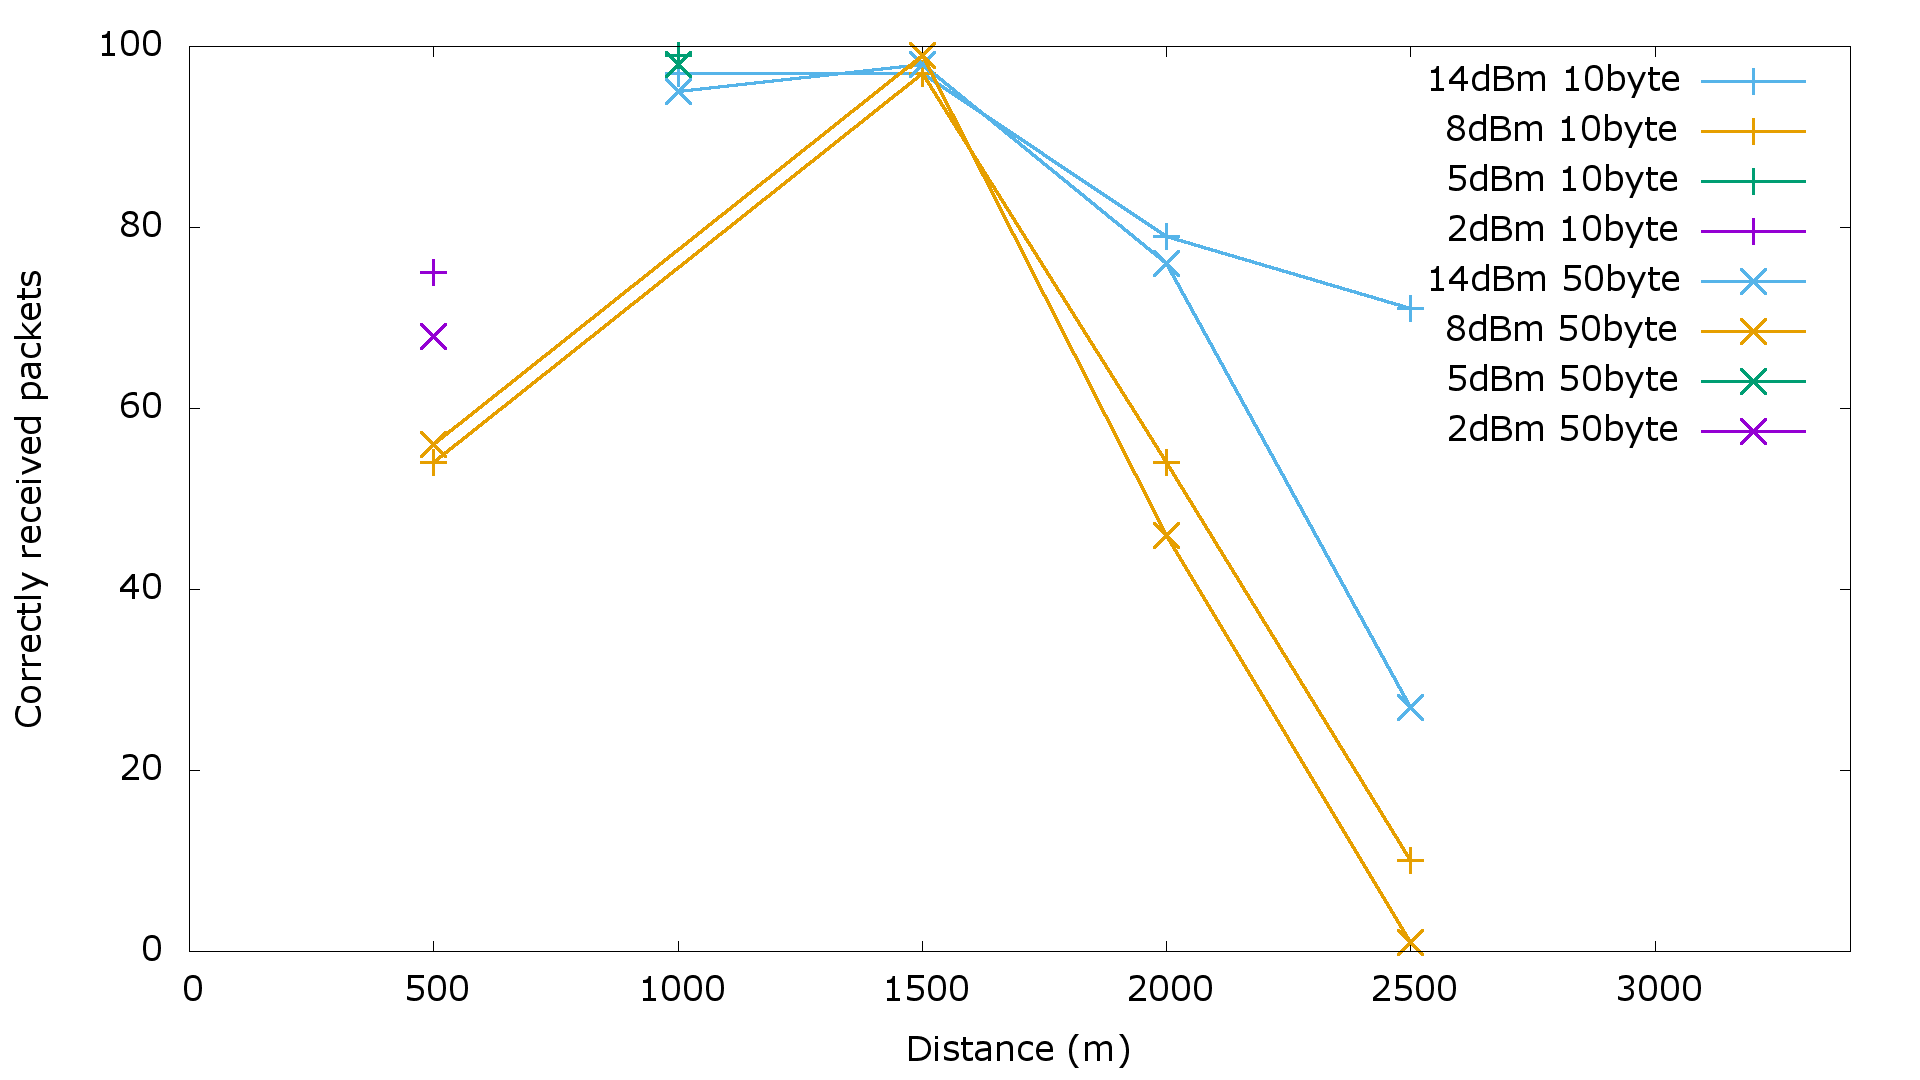 100
80
60
40
20
0
Correctly received packets
14dBm 10byte
8dBm 10byte
5dBm 10byte
2dBm 10byte
14dBm 50byte
8dBm 50byte
5dBm 50byte
2dBm 50byte
0 500 1000 1500 2000 2500 3000
Distance (m)